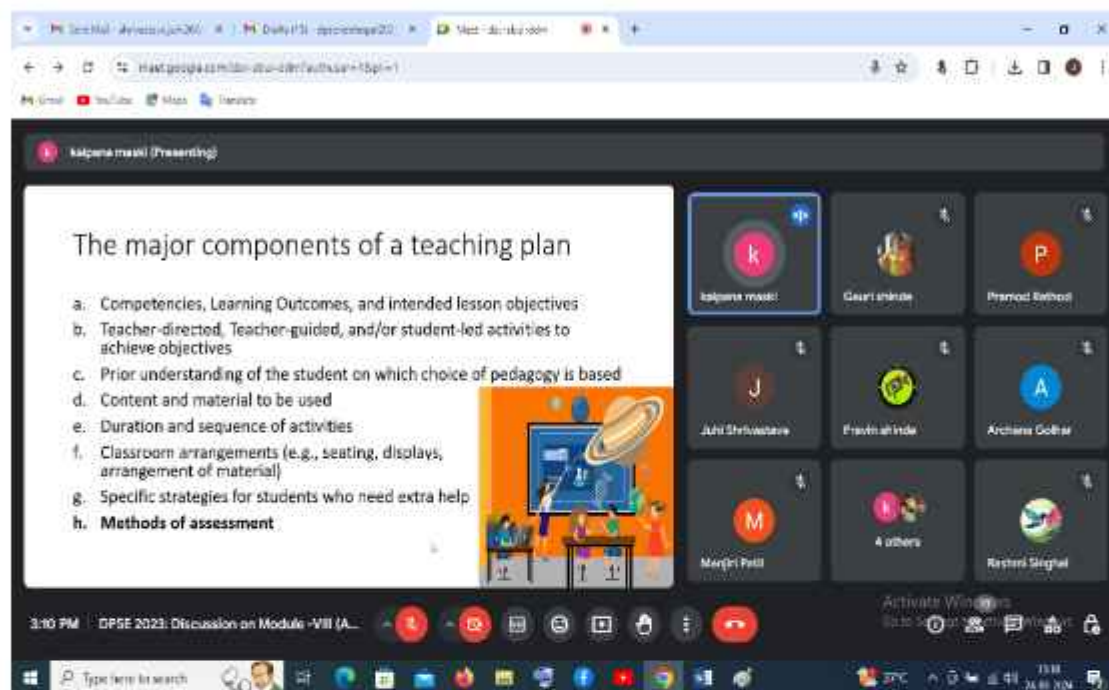 kalpana maski (Presenting)
The major components of a teaching plan
a. Competencies, Learning Outcomes, and intended lesson objectives
b. Teacher-directed, Teacher-guided, and/or student-led activities to
achieve objectives
c. Prior understanding of the student on which choice of pedagogy is based
d. Content and material to be used
e. Duration and sequence of activities
f. Classroom arrangements (e.g., seating, displays,
arrangement of material)
g. Specific strategies for students who need extra help
h. Methods of assessment
k
kalpana maski
Gauri shinde
P
Pramod Rathod
J
Juhi Shrivastava
Pravin shinde
A
Archana Golhar
M
Manjiri Patil
k
4 others
Rashmi Singhal
Activate Windows
3:10 PM | DPSE 2023: Discussion on Module -VIII (A...
Type here to search